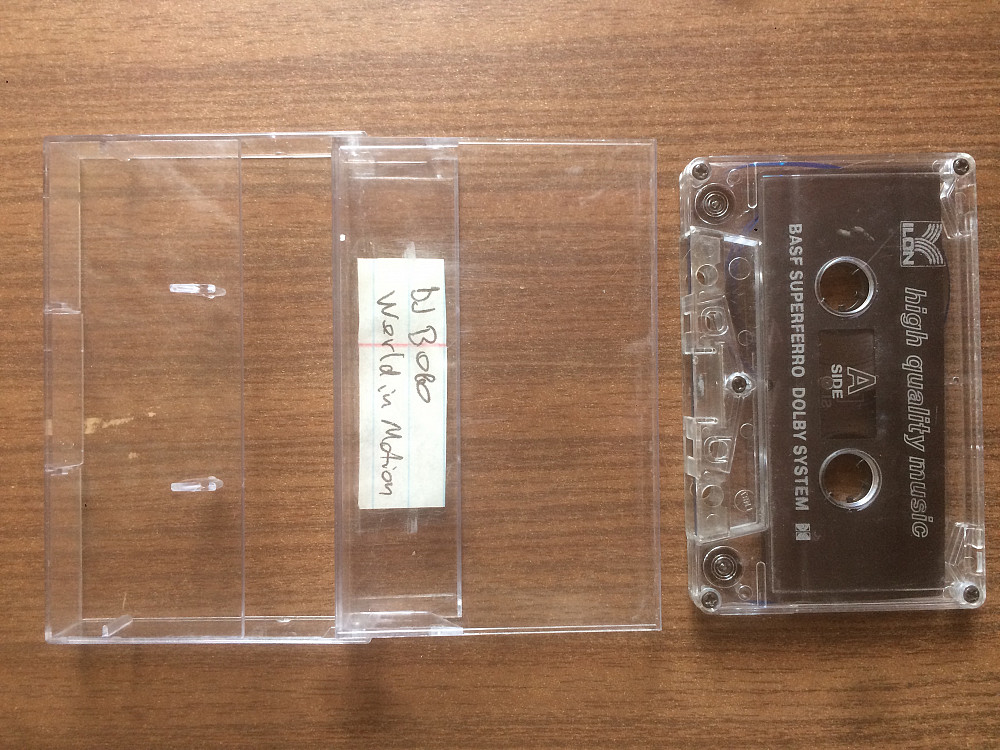 DJ Bobo
World in Motion
ILON
high quality music
A
SIDE
BASF SUPERFERRO DOLBY SYSTEM